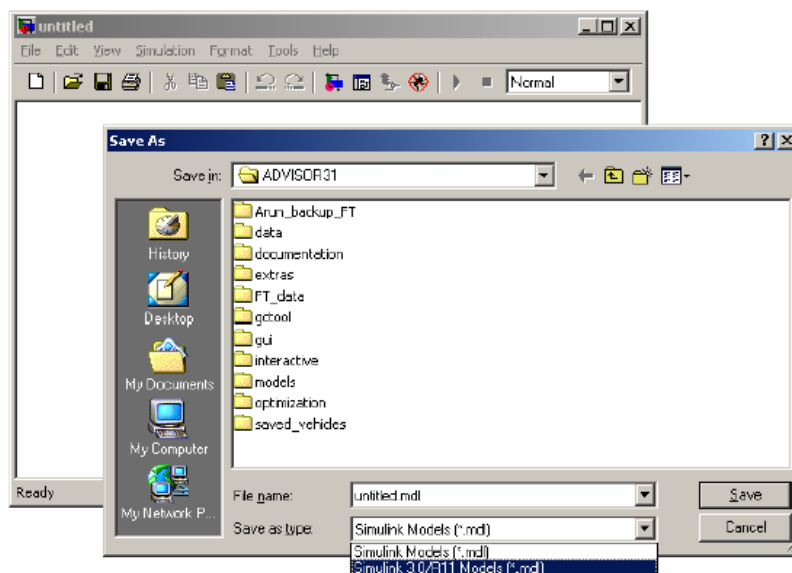 untitled
File Edit View Simulation Format Tools Help
Normal
Save As
Save in: ADVISOR31
History
Desktop
My Documents
My Computer
My Network P...
Arun_backup_FT
data
documentation
extras
FT_data
gctool
gui
interactive
models
optimization
saved_vehicles
Ready
File name: untitled.mdl Save
Save as type: Simulink Models (*.mdl) Cancel
Simulink Models (*.mdl)
Simulink 3.0/R11 Models (*.mdl)